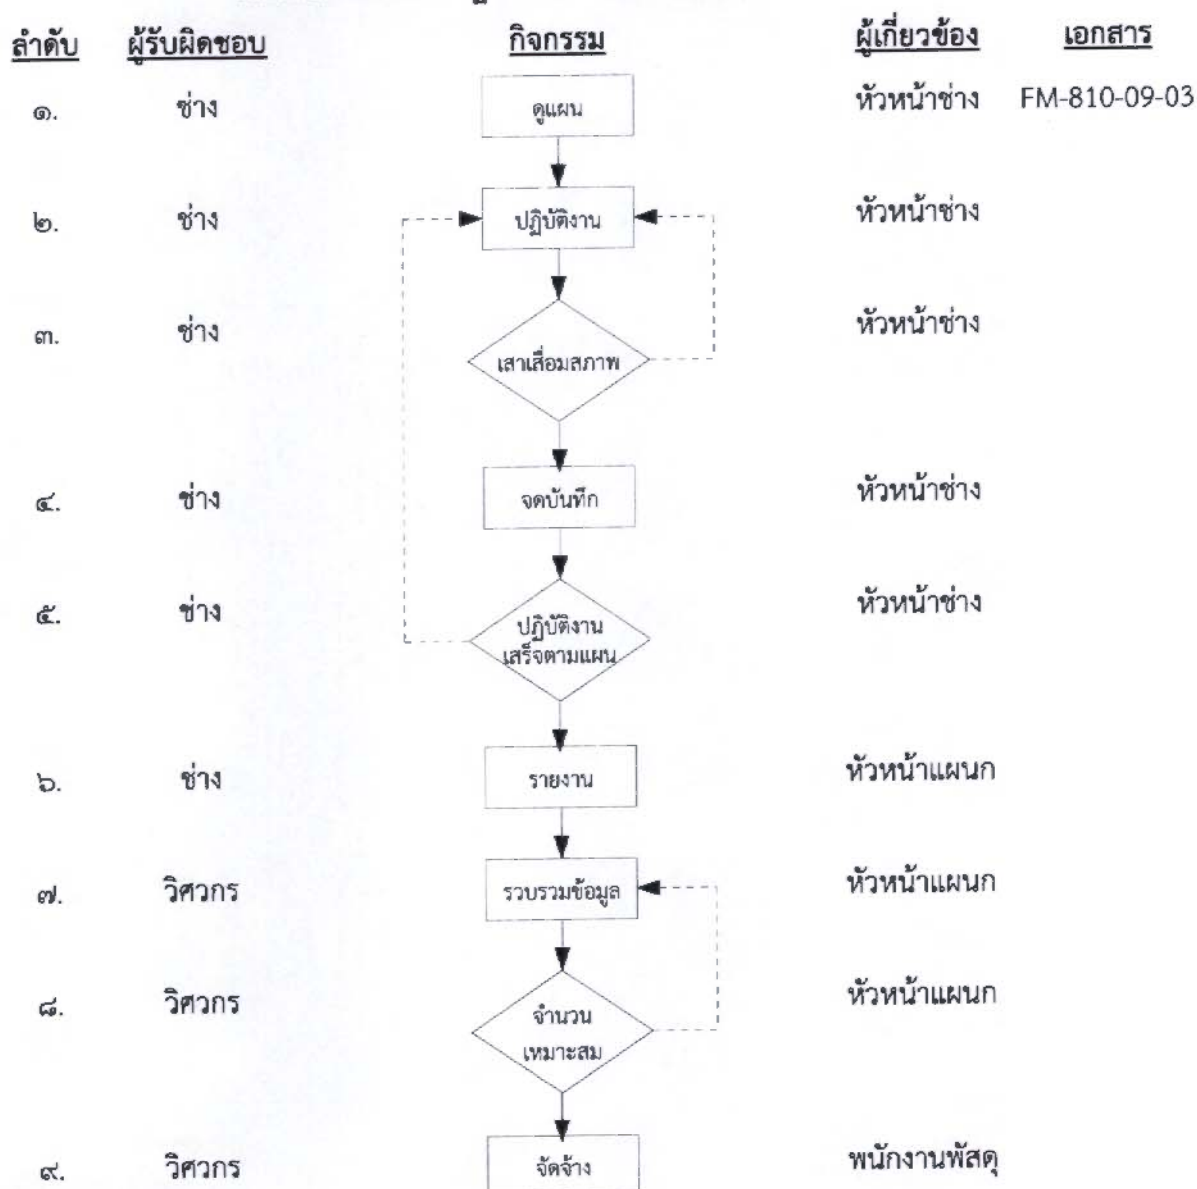 ลำดับ ผู้รับผิดชอบ กิจกรรม ผู้เกี่ยวข้อง เอกสาร
๑. ช่าง ดูแผน หัวหน้าช่าง FM-810-09-03
๒. ช่าง ปฏิบัติงาน หัวหน้าช่าง
๓. ช่าง เสาเสื่อมสภาพ หัวหน้าช่าง
๔. ช่าง จดบันทึก หัวหน้าช่าง
๕. ช่าง ปฏิบัติงาน หัวหน้าช่าง
เสร็จตามแผน
๖. ช่าง รายงาน หัวหน้าแผนก
๗. วิศวกร รวบรวมข้อมูล หัวหน้าแผนก
๘. วิศวกร จำนวน หัวหน้าแผนก
เหมาะสม
๙. วิศวกร จัดจ้าง พนักงานพัสดุ